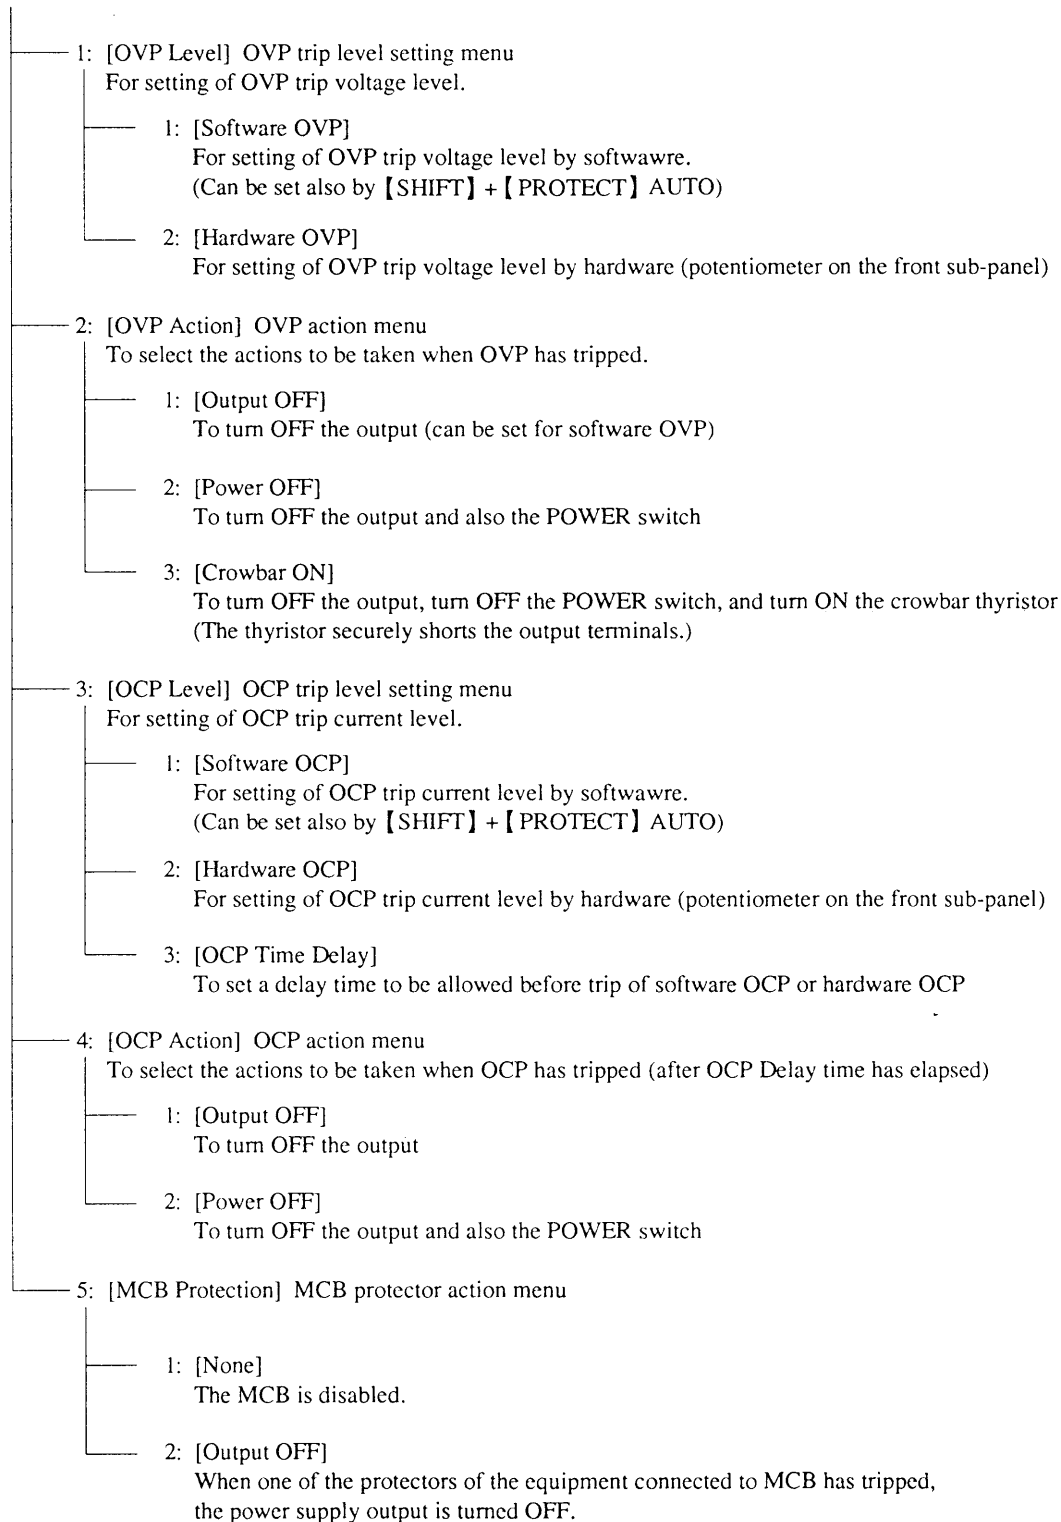 1: [OVP Level] OVP trip level setting menu
For setting of OVP trip voltage level.
1: [Software OVP]
For setting of OVP trip voltage level by softwawre.
(Can be set also by【SHIFT】+【PROTECT】AUTO)
2: [Hardware OVP]
For setting of OVP trip voltage level by hardware (potentiometer on the front sub-panel)
2: [OVP Action] OVP action menu
To select the actions to be taken when OVP has tripped.
1: [Output OFF]
To turn OFF the output (can be set for software OVP)
2: [Power OFF]
To turn OFF the output and also the POWER switch
3: [Crowbar ON]
To turn OFF the output, turn OFF the POWER switch, and turn ON the crowbar thyristor
(The thyristor securely shorts the output terminals.)
3: [OCP Level] OCP trip level setting menu
For setting of OCP trip current level.
1: [Software OCP]
For setting of OCP trip current level by softwawre.
(Can be set also by【SHIFT】+【PROTECT】AUTO)
2: [Hardware OCP]
For setting of OCP trip current level by hardware (potentiometer on the front sub-panel)
3: [OCP Time Delay]
To set a delay time to be allowed before trip of software OCP or hardware OCP
4: [OCP Action] OCP action menu
To select the actions to be taken when OCP has tripped (after OCP Delay time has elapsed)
1: [Output OFF]
To turn OFF the output
2: [Power OFF]
To turn OFF the output and also the POWER switch
5: [MCB Protection] MCB protector action menu
1: [None]
The MCB is disabled.
2: [Output OFF]
When one of the protectors of the equipment connected to MCB has tripped,
the power supply output is turned OFF.